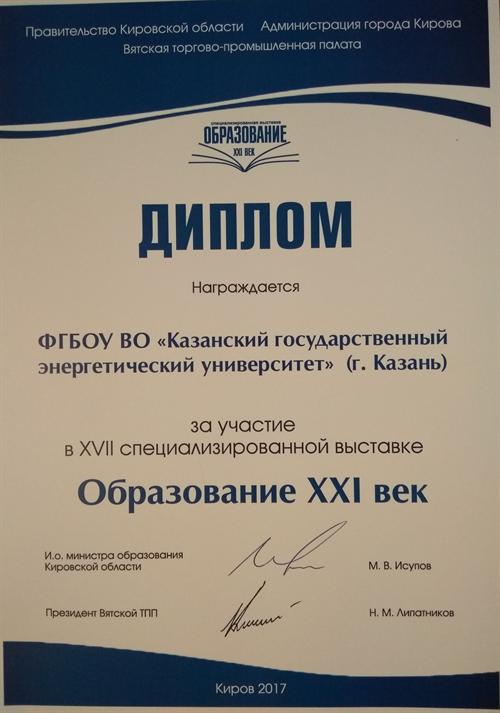 Правительство Кировской области Администрация города Кирова
Вятская торгово-промышленная палата
специализированная выставка
ОБРАЗОВАНИЕ
XXI ВЕК
ДИПЛОМ
Награждается
ФГБОУ ВО «Казанский государственный
энергетический университет» (г. Казань)
за участие
в XVII специализированной выставке
Образование XXI век
И.о. министра образования
Кировской области
М. В. Исупов
Президент Вятской ТПП
Н. М. Липатников
Киров 2017